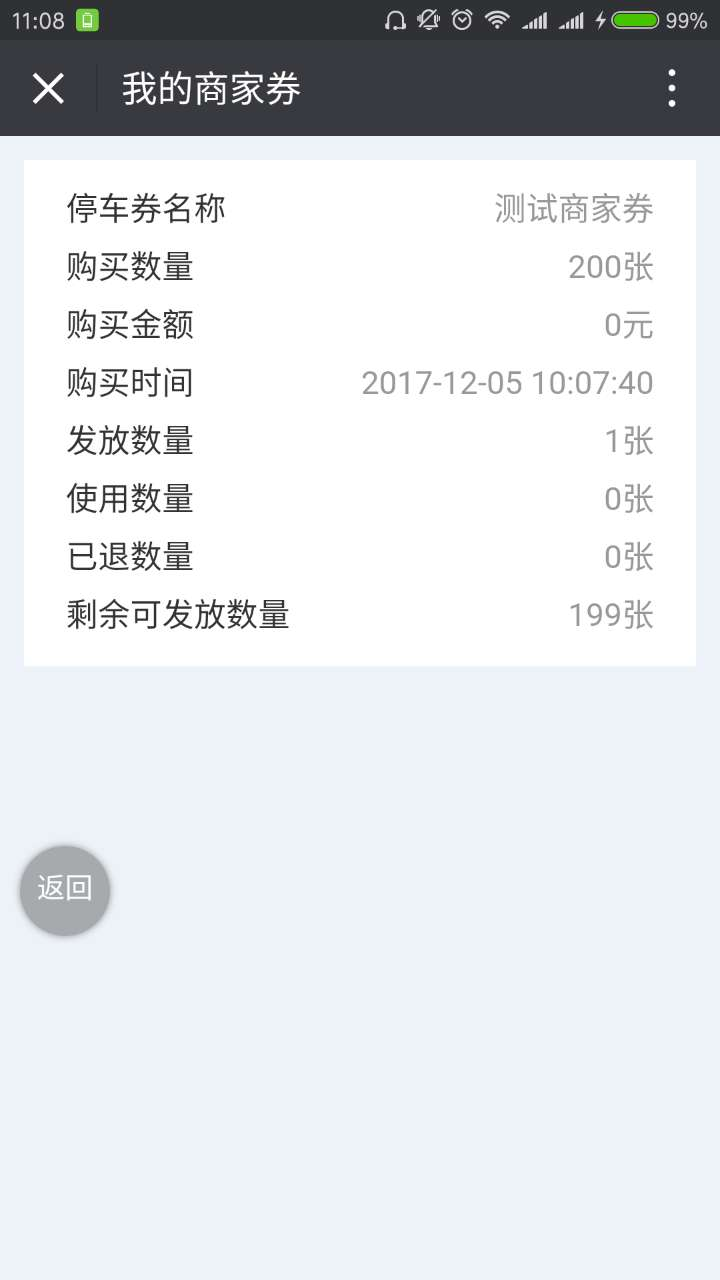 11:08 99%
我的商家券
停车券名称 测试商家券
购买数量 200张
购买金额 0元
购买时间 2017-12-05 10:07:40
发放数量 1张
使用数量 0张
已退数量 0张
剩余可发放数量 199张
返回